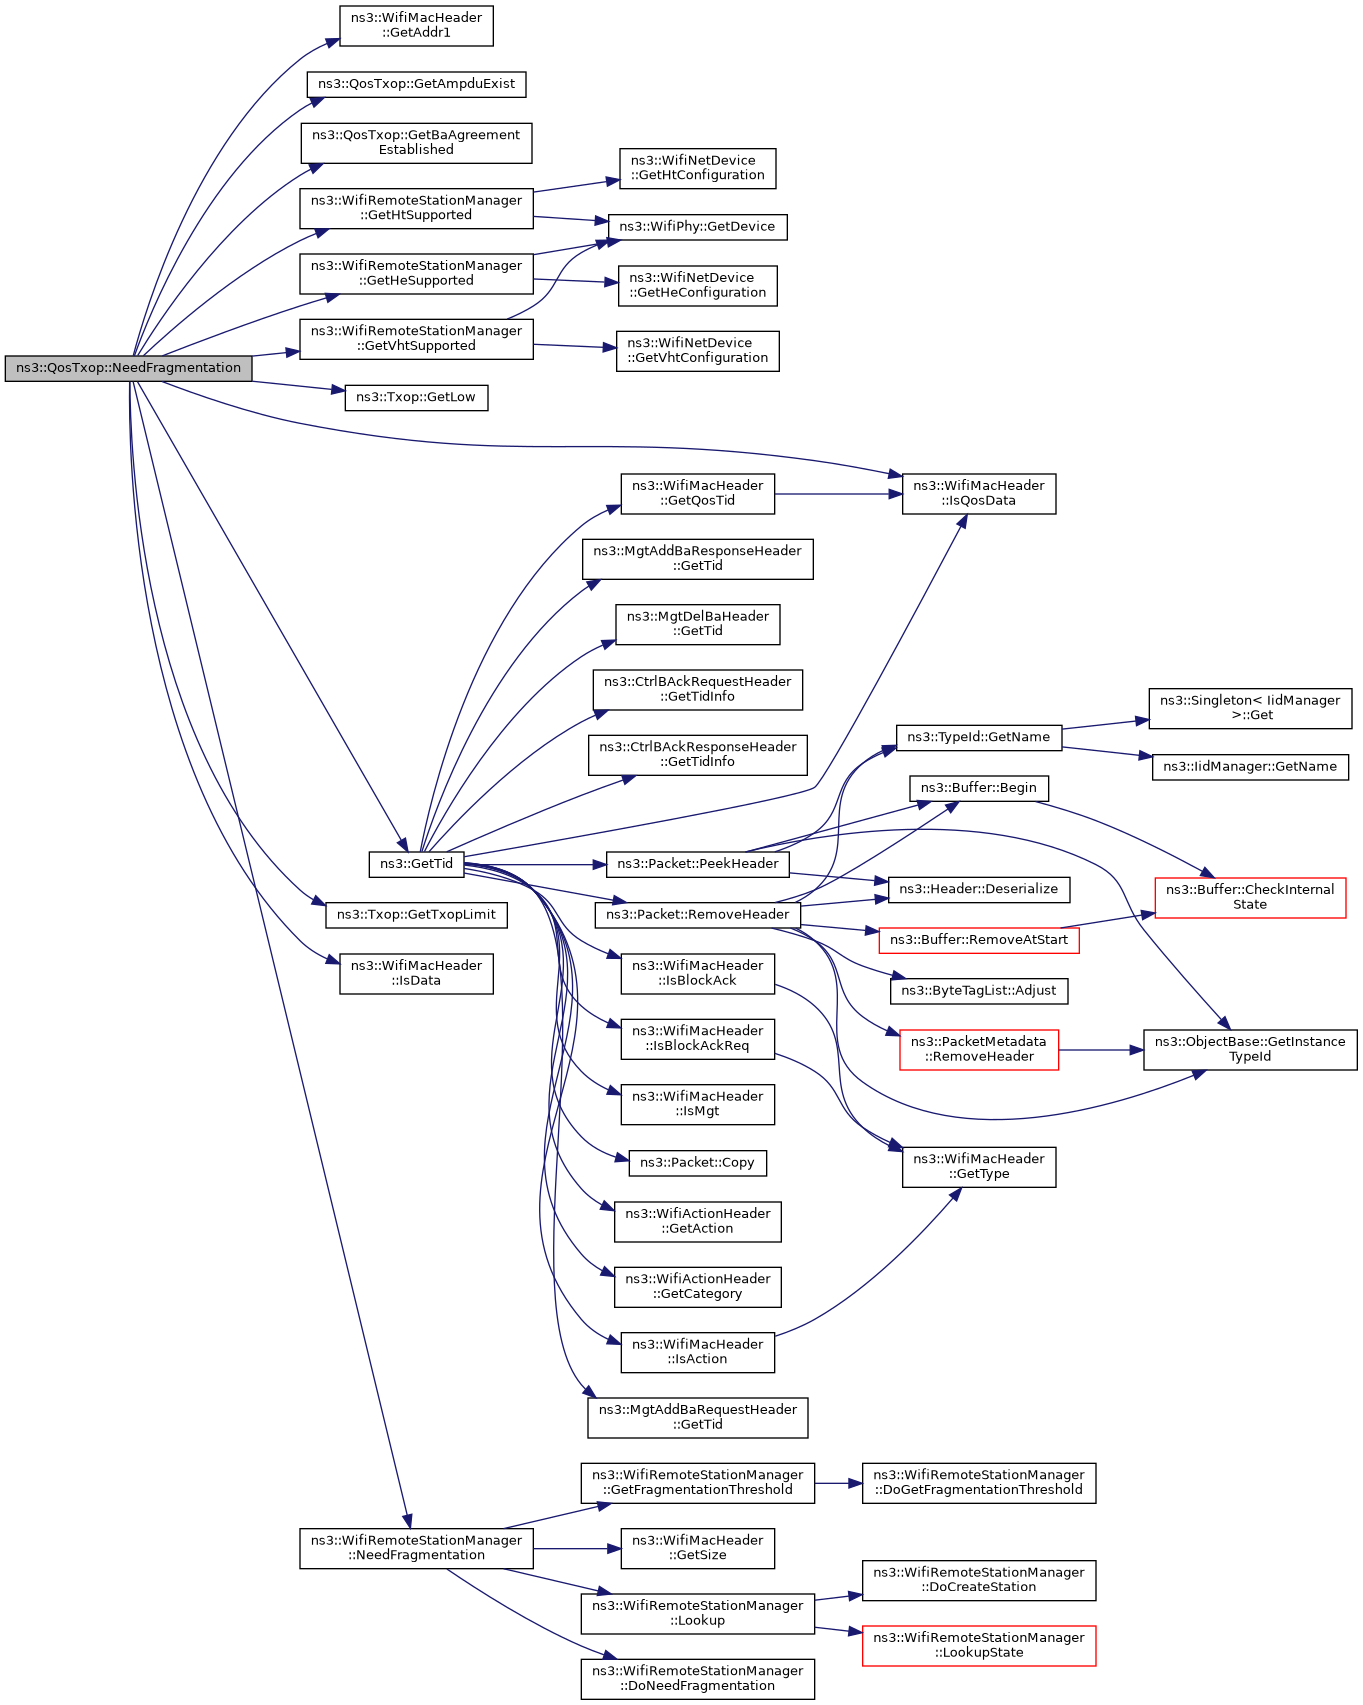 ns3::WifiMacHeader
::GetAddr1
ns3::QosTxop::GetAmpduExist
ns3::QosTxop::GetBaAgreement
Established
ns3::WifiRemoteStationManager
::GetHtSupported
ns3::WifiRemoteStationManager
::GetHeSupported
ns3::WifiRemoteStationManager
::GetVhtSupported
ns3::QosTxop::NeedFragmentation
ns3::Txop::GetLow
ns3::WifiNetDevice
::GetHtConfiguration
ns3::WifiPhy::GetDevice
ns3::WifiNetDevice
::GetHeConfiguration
ns3::WifiNetDevice
::GetVhtConfiguration
ns3::WifiMacHeader
::GetQosTid
ns3::WifiMacHeader
::IsQosData
ns3::MgtAddBaResponseHeader
::GetTid
ns3::MgtDelBaHeader
::GetTid
ns3::CtrlBAckRequestHeader
::GetTidInfo
ns3::CtrlBAckResponseHeader
::GetTidInfo
ns3::TypeId::GetName
ns3::Singleton< IidManager
>::Get
ns3::IidManager::GetName
ns3::Buffer::Begin
ns3::GetTid
ns3::Packet::PeekHeader
ns3::Header::Deserialize
ns3::Buffer::CheckInternal
State
ns3::Txop::GetTxopLimit
ns3::Packet::RemoveHeader
ns3::Buffer::RemoveAtStart
ns3::WifiMacHeader
::IsData
ns3::WifiMacHeader
::IsBlockAck
ns3::ByteTagList::Adjust
ns3::WifiMacHeader
::IsBlockAckReq
ns3::PacketMetadata
::RemoveHeader
ns3::ObjectBase::GetInstance
TypeId
ns3::WifiMacHeader
::IsMgt
ns3::Packet::Copy
ns3::WifiMacHeader
::GetType
ns3::WifiActionHeader
::GetAction
ns3::WifiActionHeader
::GetCategory
ns3::WifiMacHeader
::IsAction
ns3::MgtAddBaRequestHeader
::GetTid
ns3::WifiRemoteStationManager
::GetFragmentationThreshold
ns3::WifiRemoteStationManager
::DoGetFragmentationThreshold
ns3::WifiRemoteStationManager
::NeedFragmentation
ns3::WifiMacHeader
::GetSize
ns3::WifiRemoteStationManager
::Lookup
ns3::WifiRemoteStationManager
::DoCreateStation
ns3::WifiRemoteStationManager
::LookupState
ns3::WifiRemoteStationManager
::DoNeedFragmentation